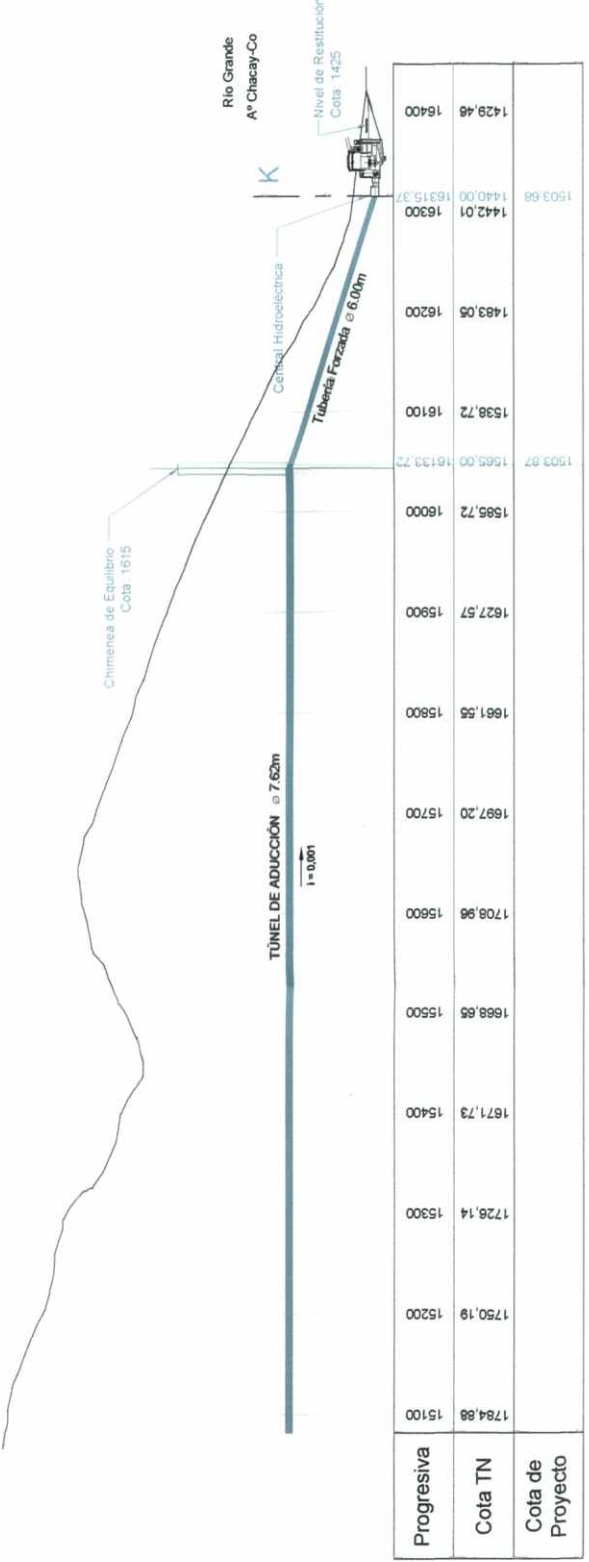 Chimenea de Equilibrio
Cota: 1615
Central Hidroeléctrica
K
Río Grande
Aº Chacay-Co
Nivel de Restitución
Cota: 1425
TÚNEL DE ADUCCIÓN ⌀ 7.62m
i = 0,001
Tubería Forzada ⌀ 6.00m
Progresiva 15100 15200 15300 15400 15500 15600 15700 15800 15900 16000 16133,72 16100 16200 16300 16315,37 16400
Cota TN 1784,88 1750,19 1726,14 1671,73 1668,65 1708,96 1697,20 1661,55 1627,57 1585,72 1565,00 1538,72 1483,05 1442,01 1440,00 1429,46
Cota de
Proyecto 1503,87 1503,68